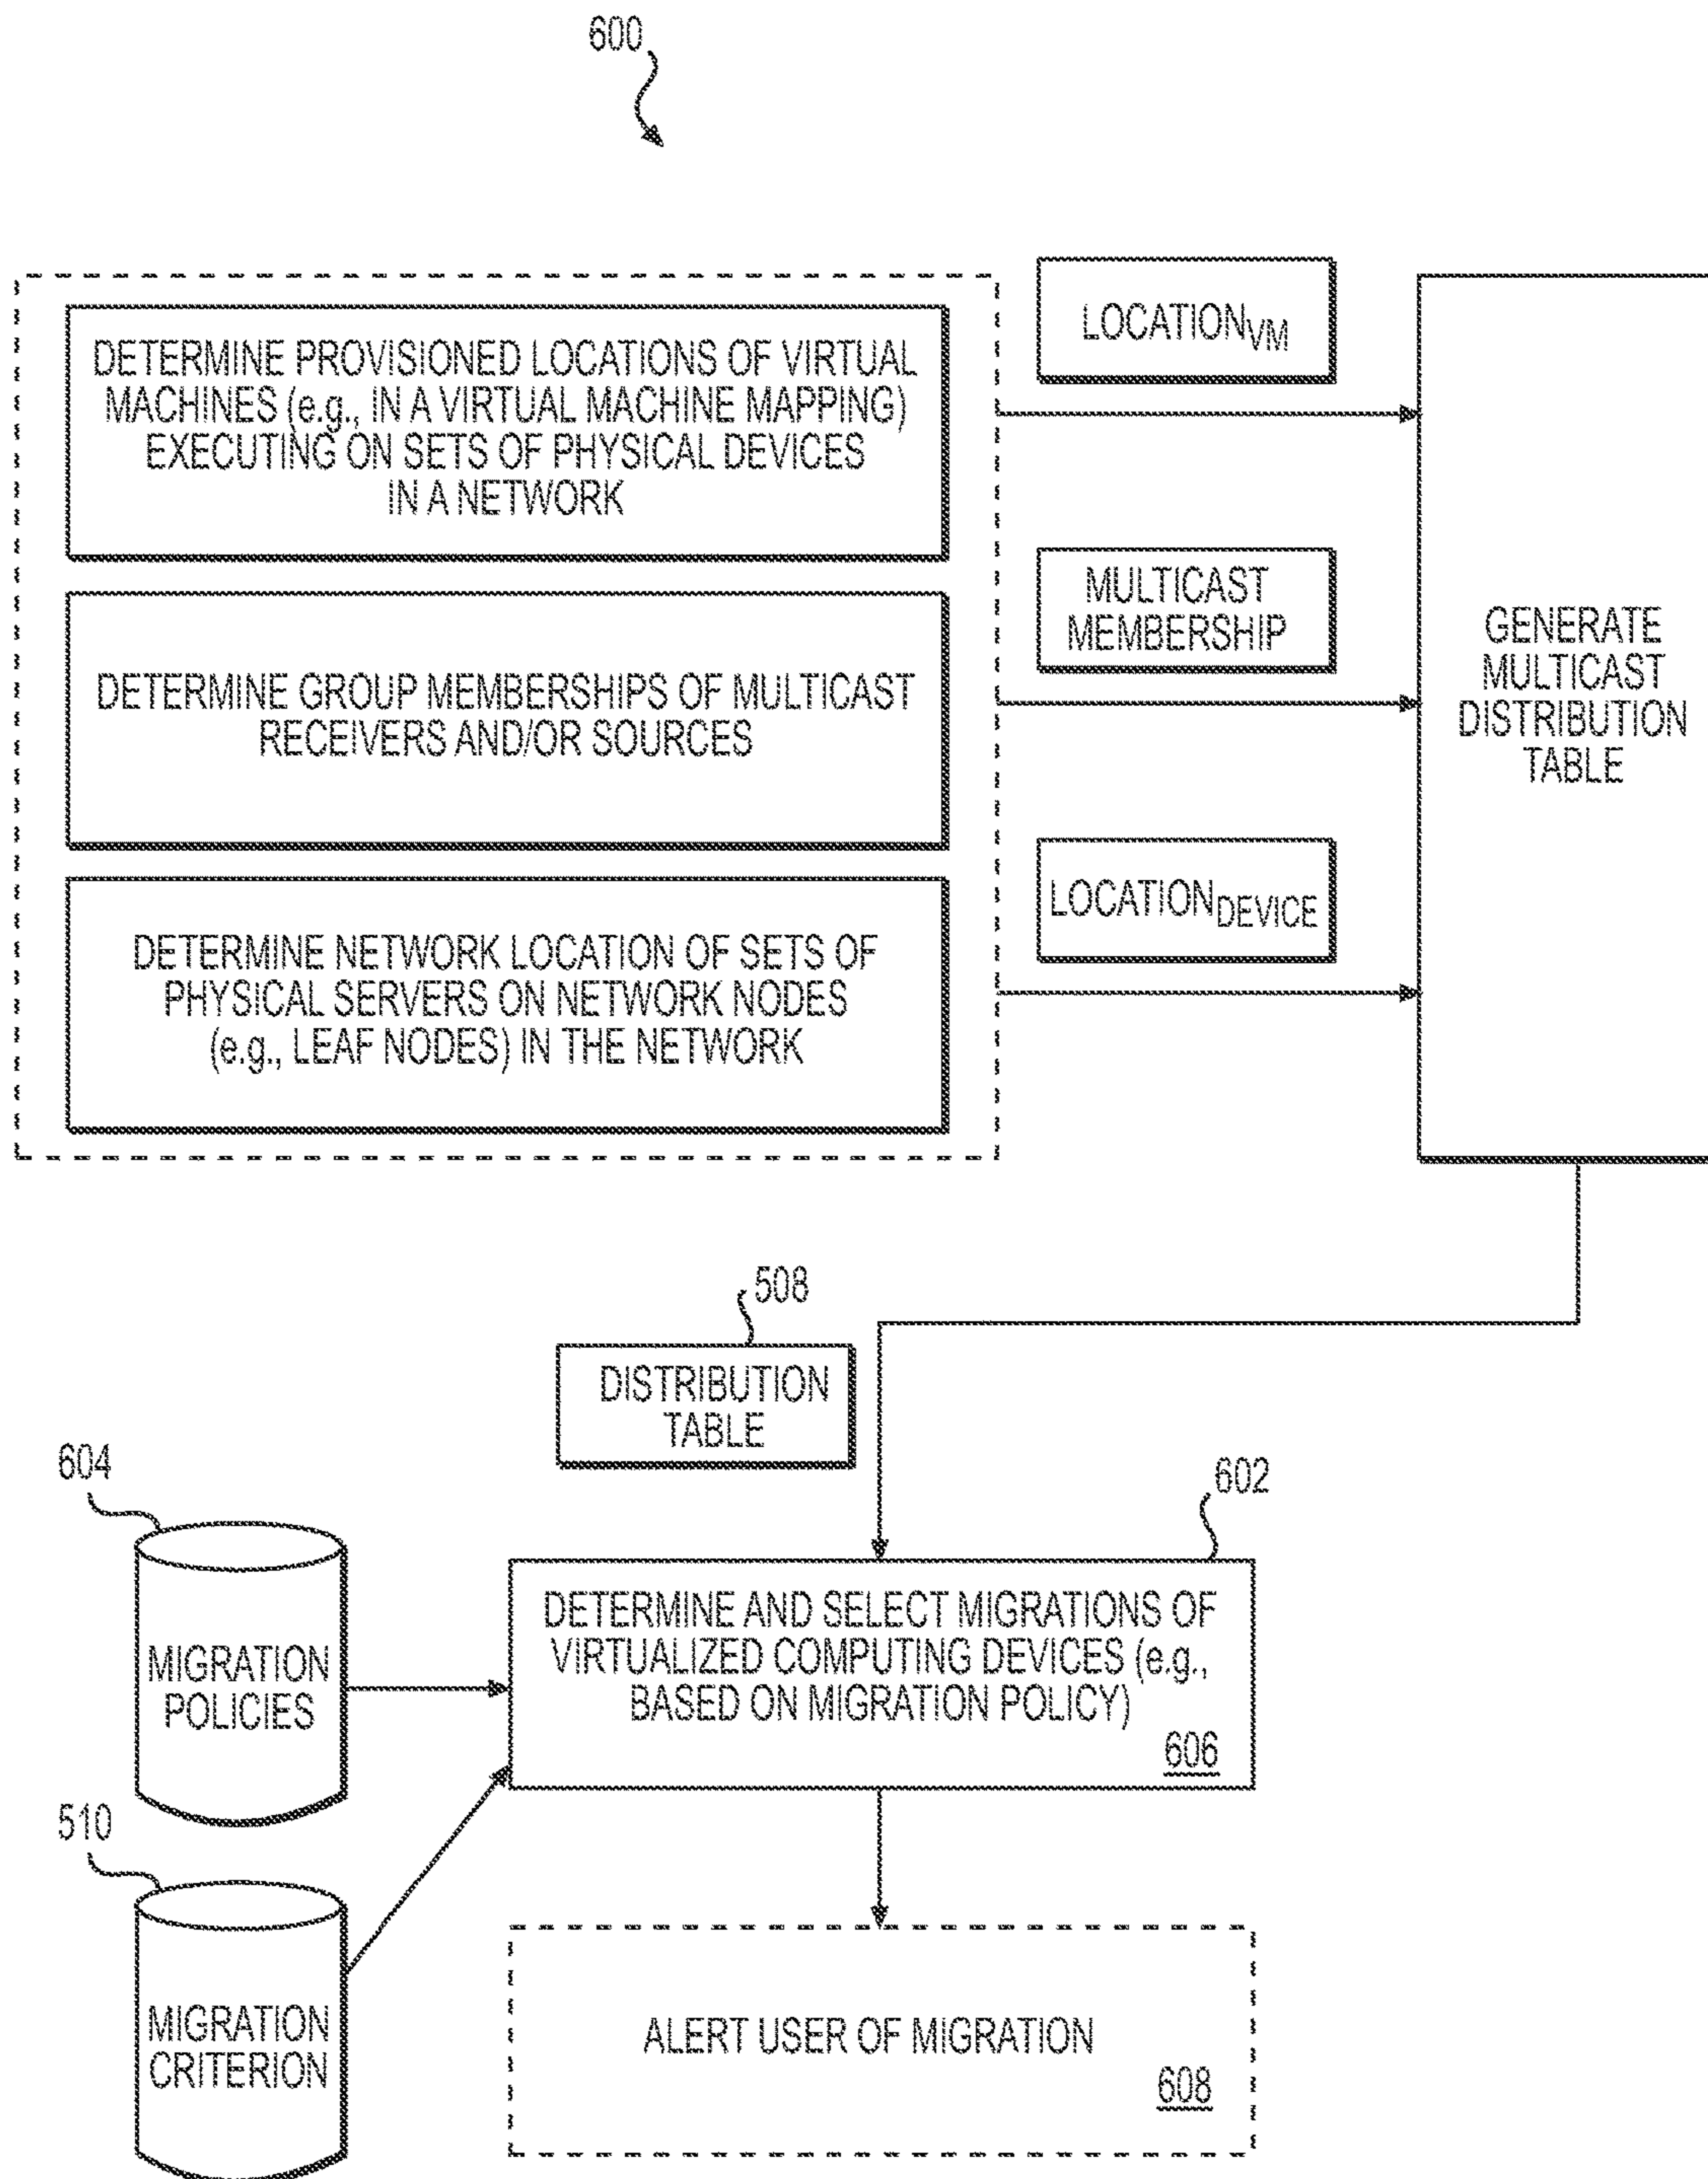 600
DETERMINE PROVISIONED LOCATIONS OF VIRTUAL
MACHINES (e.g., IN A VIRTUAL MACHINE MAPPING)
EXECUTING ON SETS OF PHYSICAL DEVICES
IN A NETWORK
DETERMINE GROUP MEMBERSHIPS OF MULTICAST
RECEIVERS AND/OR SOURCES
DETERMINE NETWORK LOCATION OF SETS OF
PHYSICAL SERVERS ON NETWORK NODES
(e.g., LEAF NODES) IN THE NETWORK
LOCATIONVM
MULTICAST
MEMBERSHIP
LOCATIONDEVICE
GENERATE
MULTICAST
DISTRIBUTION
TABLE
508
DISTRIBUTION
TABLE
604
MIGRATION
POLICIES
602
DETERMINE AND SELECT MIGRATIONS OF
VIRTUALIZED COMPUTING DEVICES (e.g.,
BASED ON MIGRATION POLICY)
606
510
MIGRATION
CRITERION
ALERT USER OF MIGRATION
608